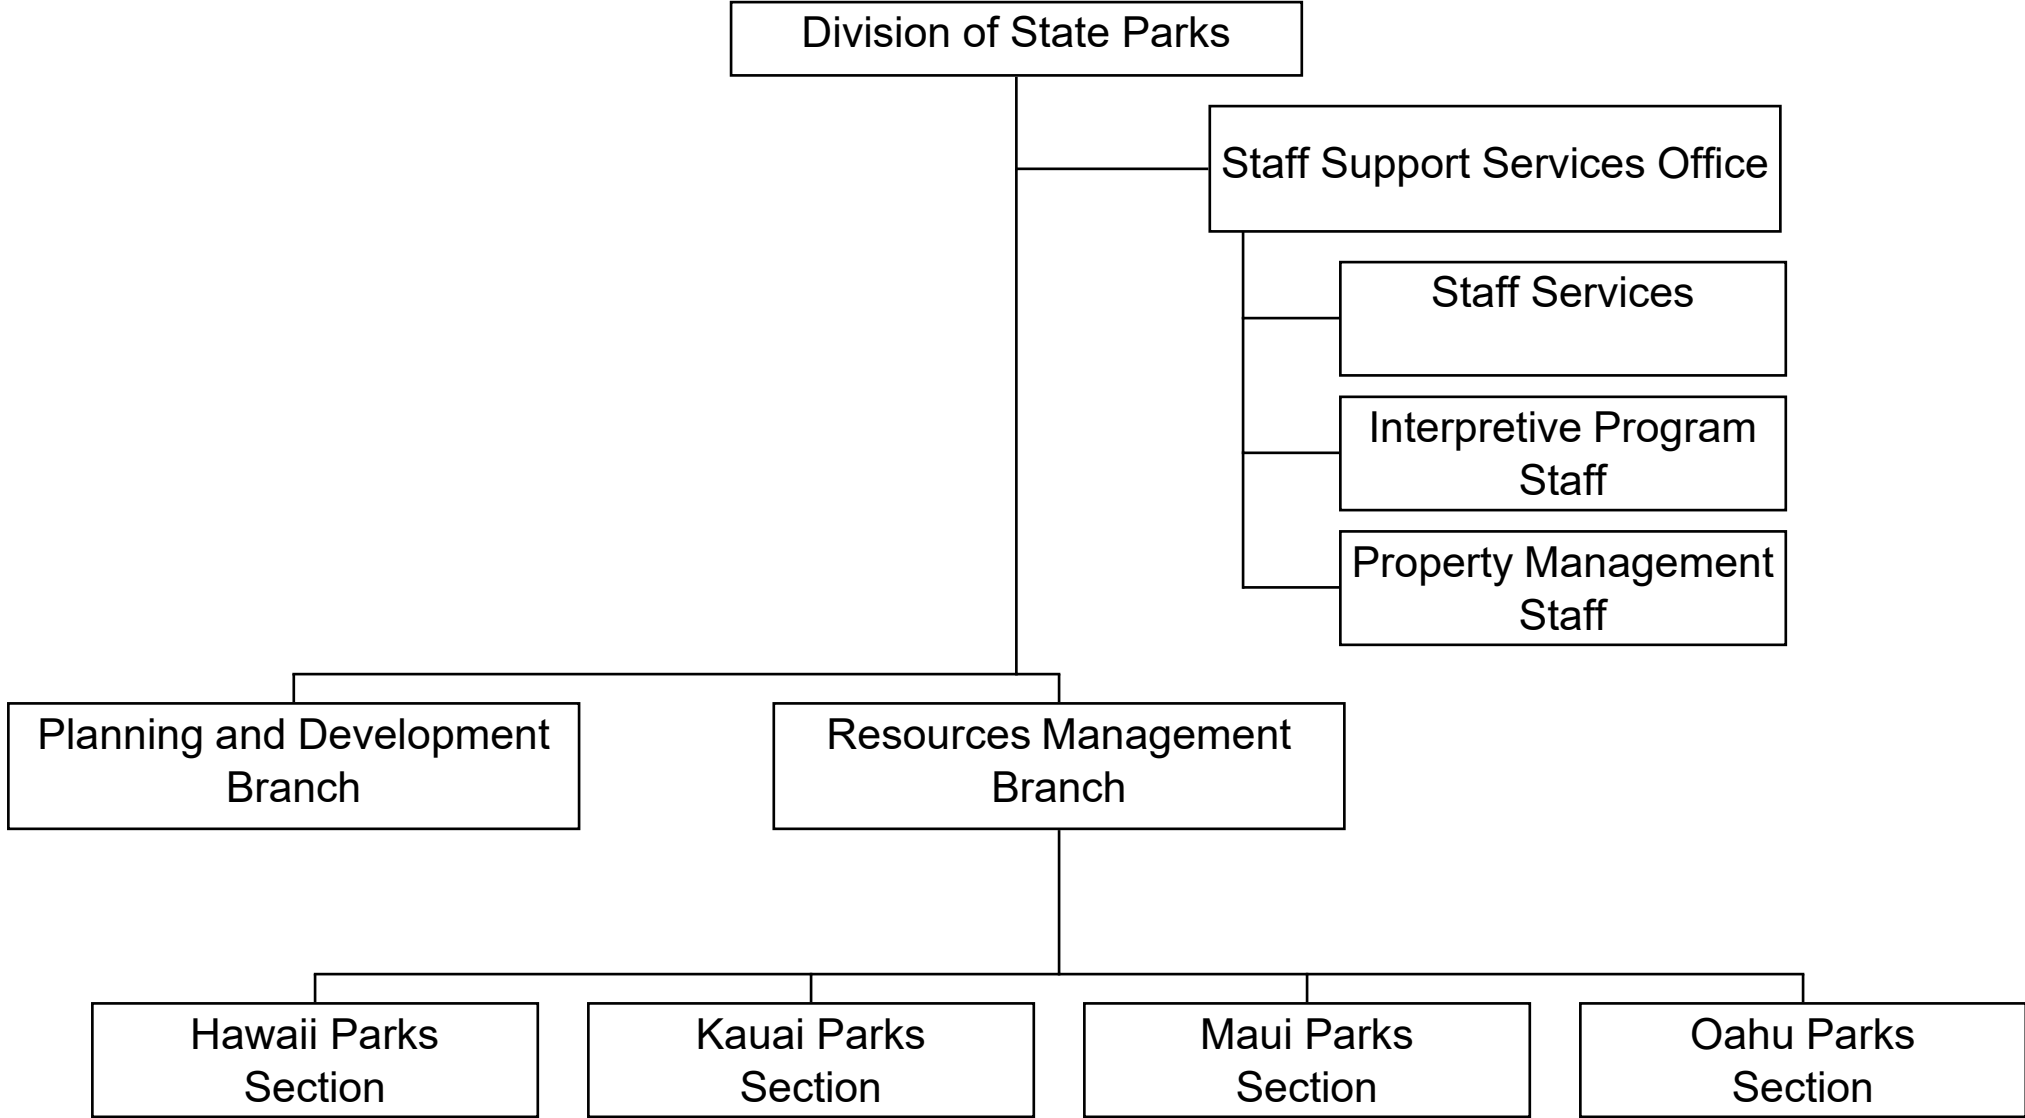 Division of State Parks
Staff Support Services Office
Staff Services
Interpretive Program
Staff
Property Management
Staff
Planning and Development
Branch
Resources Management
Branch
Hawaii Parks
Section
Kauai Parks
Section
Maui Parks
Section
Oahu Parks
Section